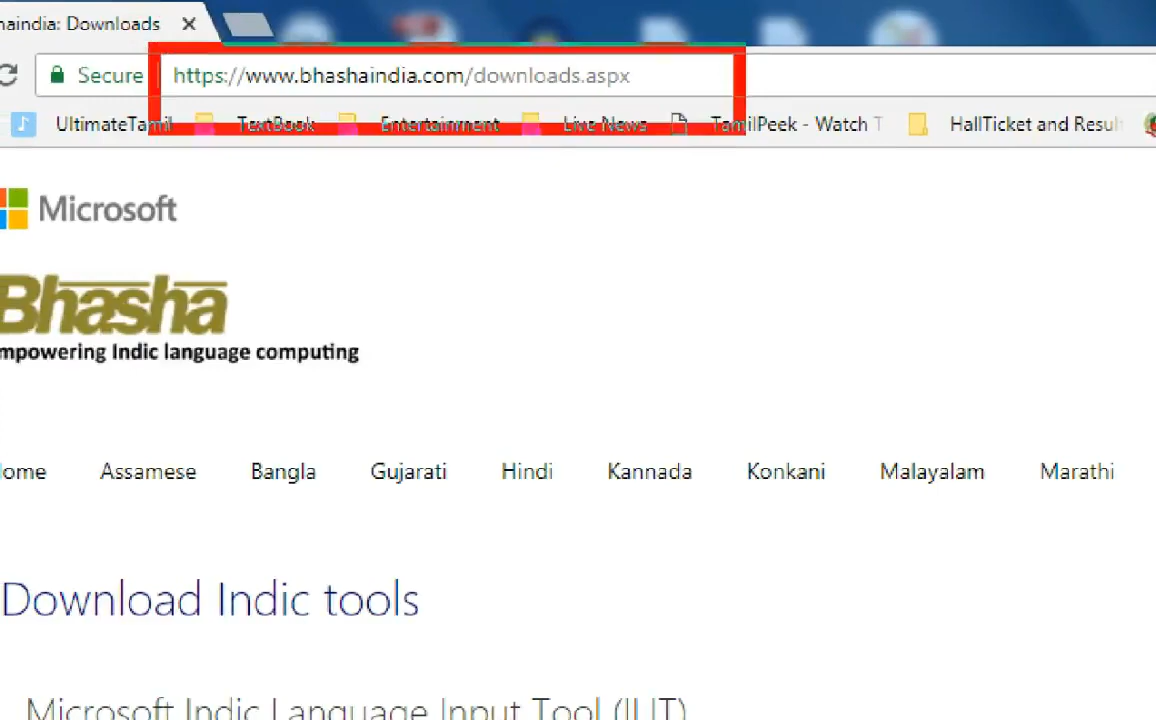 haindia: Downloads
Secure https://www.bhashaindia.com/downloads.aspx
UltimateTamil TextBook Entertainment Live News TamilPeek - Watch T HallTicket and Resul
Microsoft
Bhasha
mpowering Indic language computing
ome Assamese Bangla Gujarati Hindi Kannada Konkani Malayalam Marathi
Download Indic tools
Microsoft Indic Language Input Tool (ILIT)